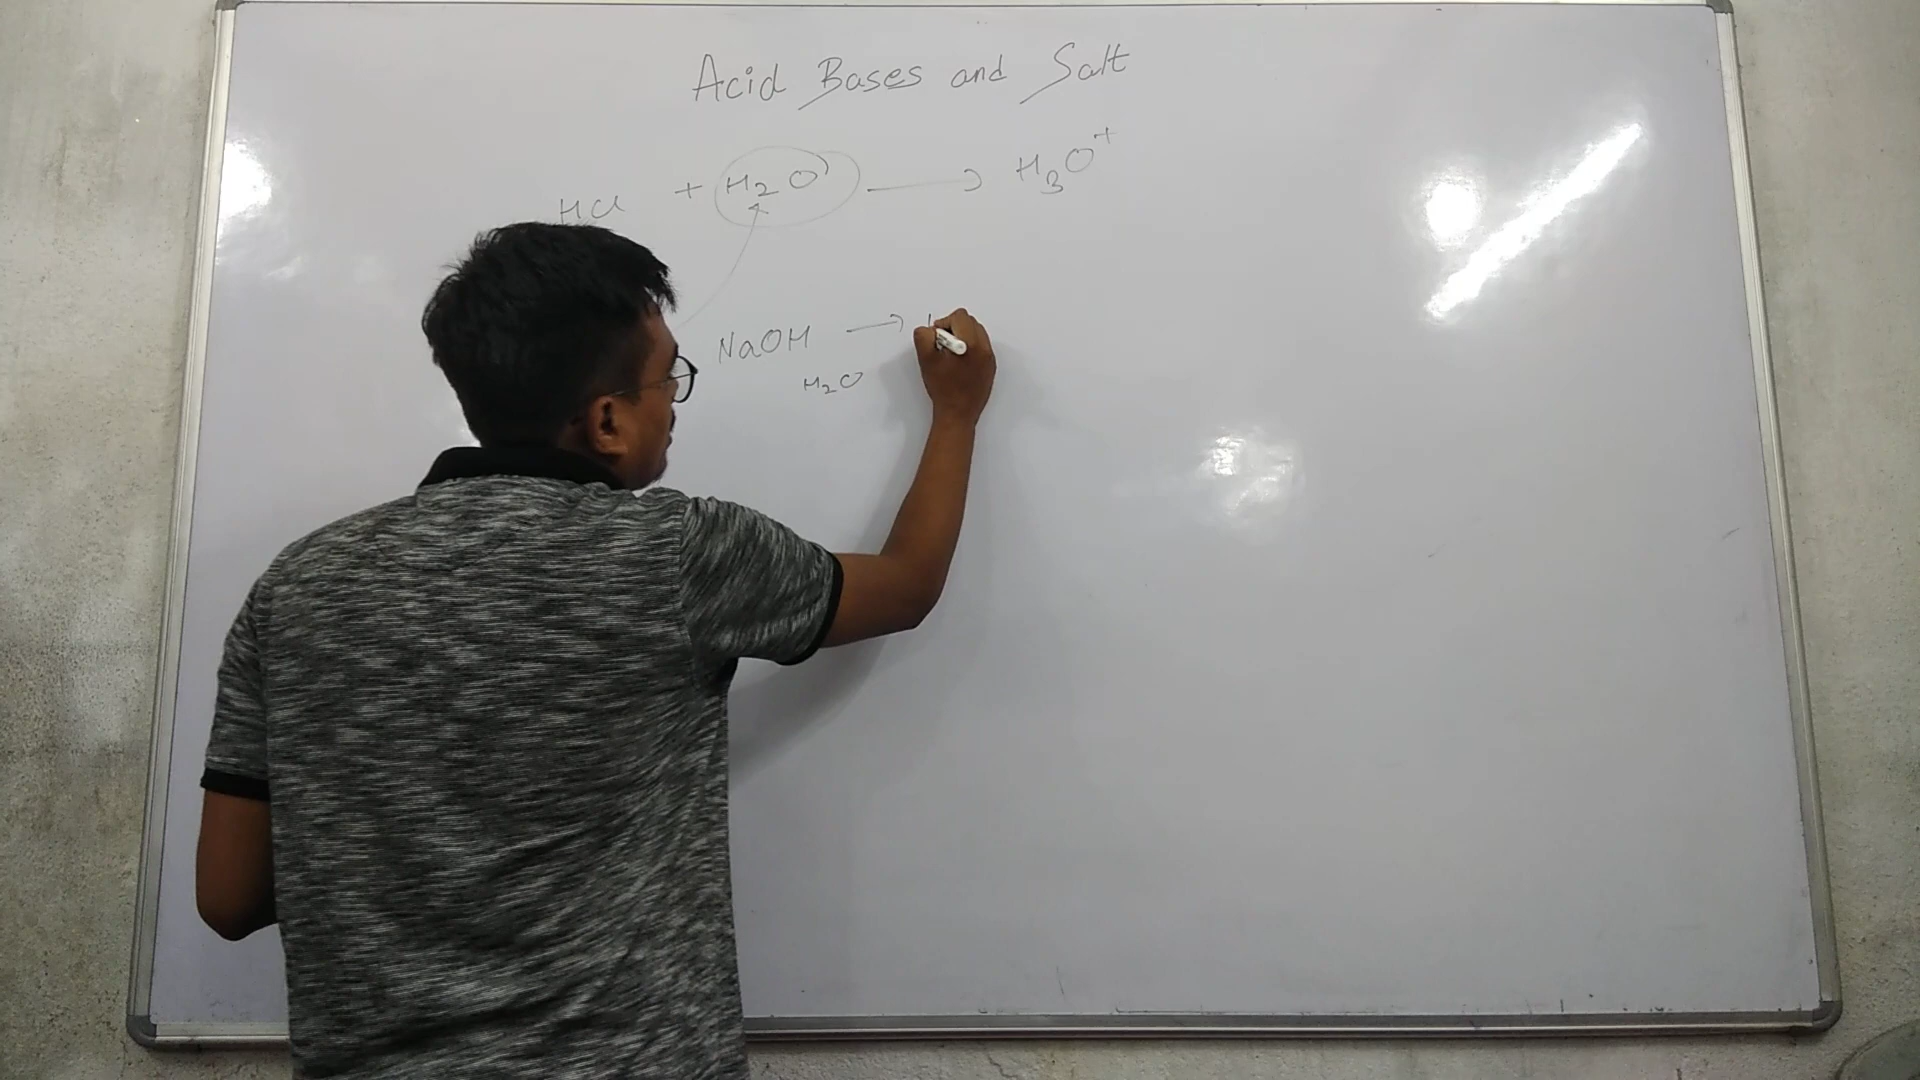 Acid Bases and Salt
HCl + H2O → H3O+
NaOH →
H2O